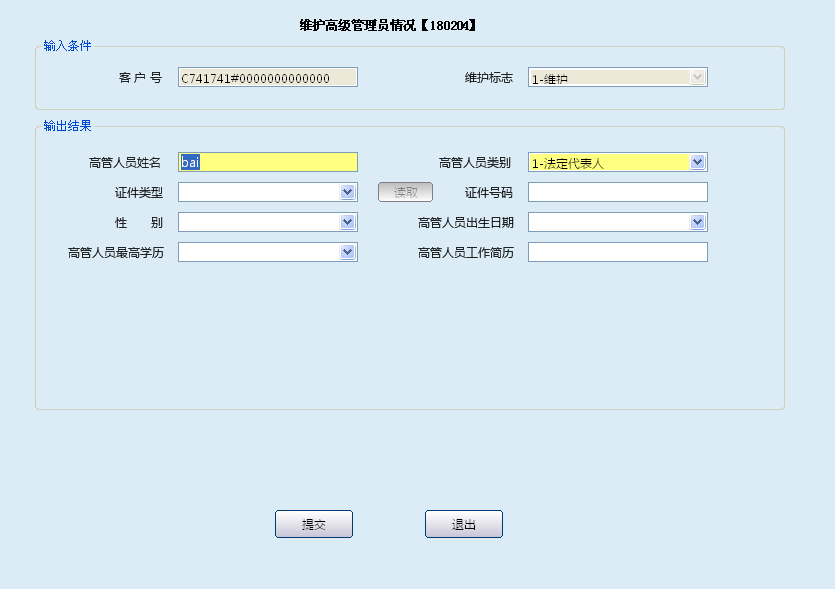 维护高级管理员情况【180204】
输入条件
客 户 号 C741741#0000000000000 维护标志 1-维护
输出结果
高管人员姓名 bai 高管人员类别 1-法定代表人
证件类型 读取 证件号码
性 别 高管人员出生日期
高管人员最高学历 高管人员工作简历
提交 退出